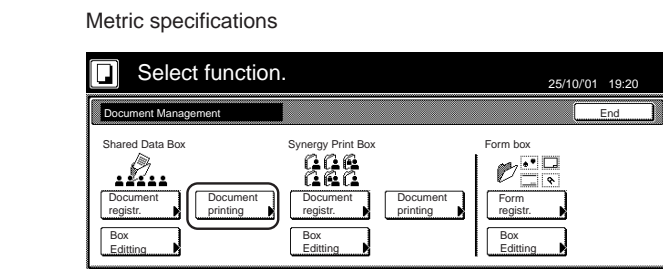 Metric specifications
Select function.
25/10/'01 19:20
Document Management
End
Shared Data Box
Synergy Print Box
Form box
Document
registr.
Document
printing
Document
registr.
Document
printing
Form
registr.
Box
Editting
Box
Editting
Box
Editting